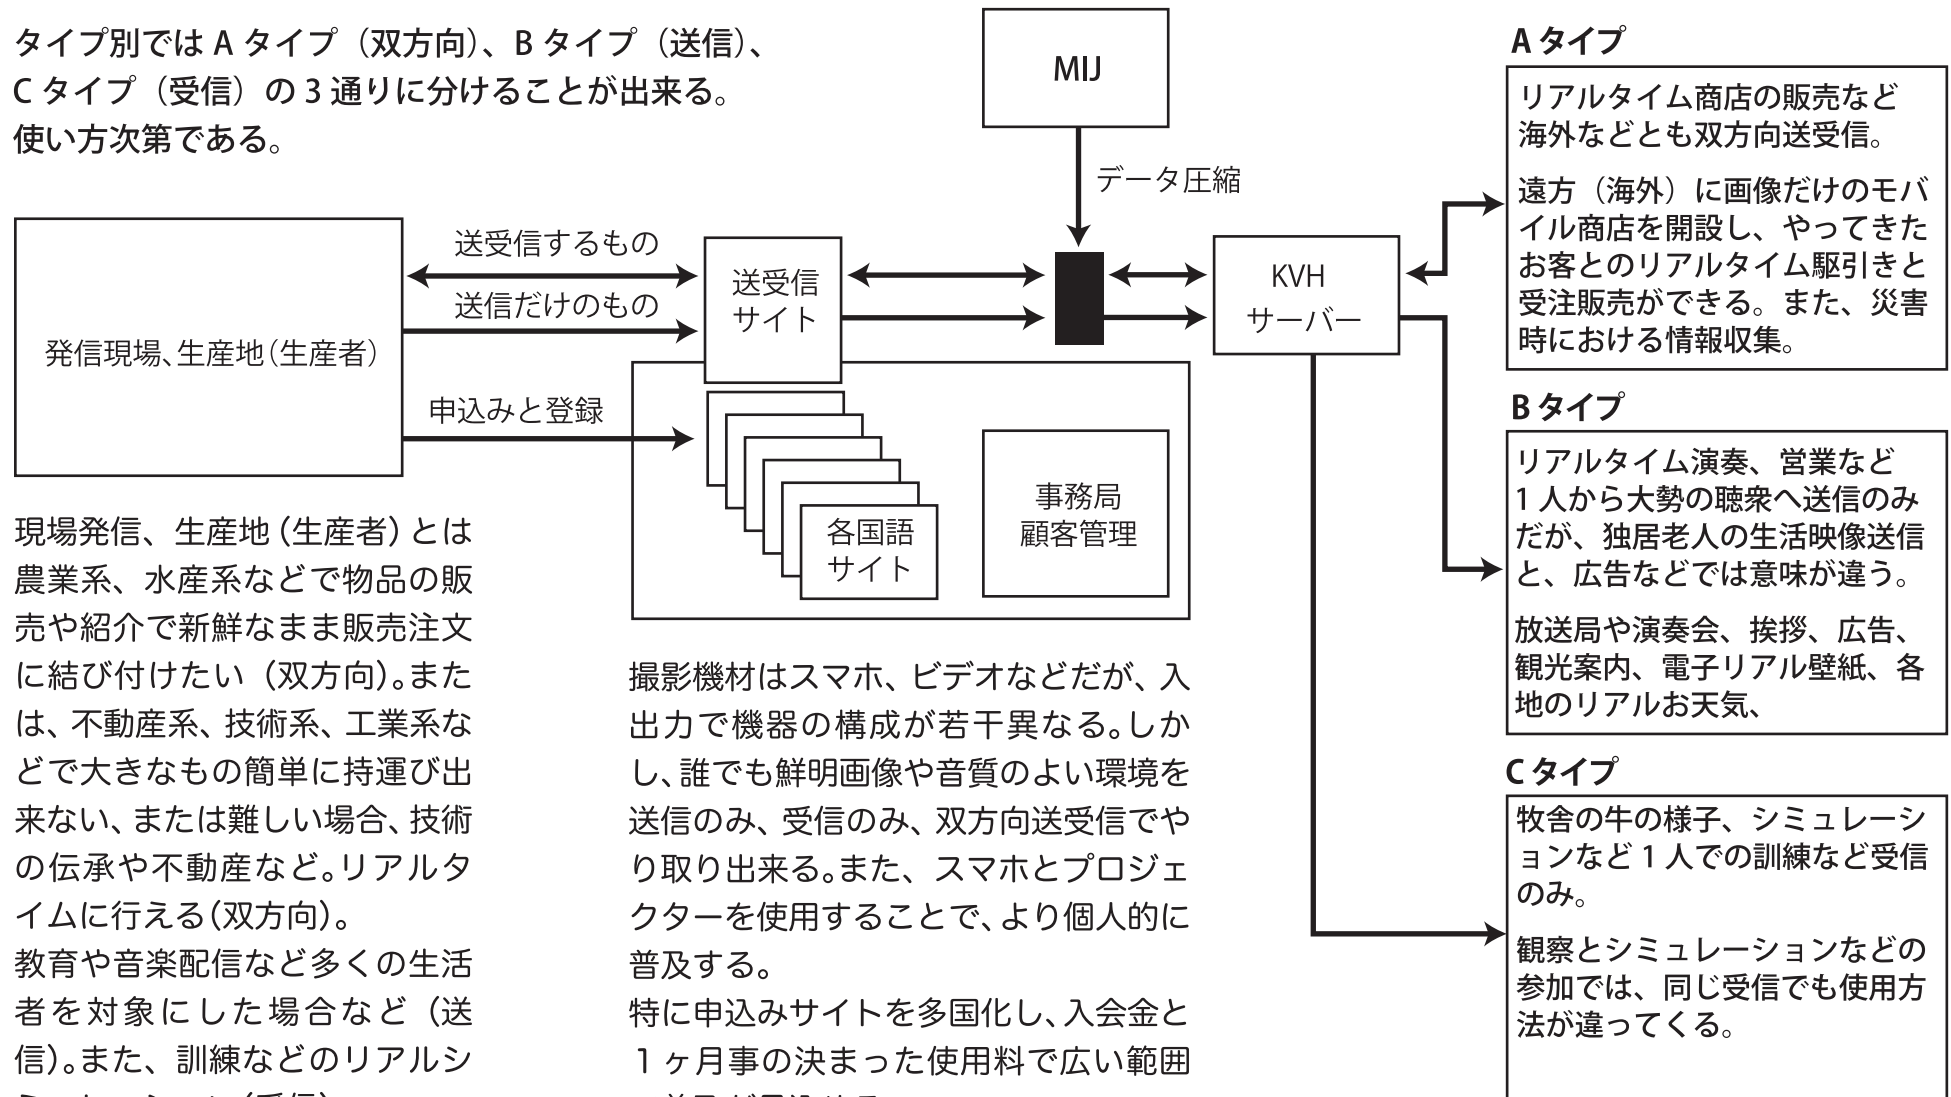 タイプ別では A タイプ（双方向）、B タイプ（送信）、
C タイプ（受信）の 3 通りに分けることが出来る。
使い方次第である。
MIJ
データ圧縮
発信現場、生産地（生産者）
送受信するもの
送信だけのもの
申込みと登録
送受信
サイト
KVH
サーバー
各国語
サイト
事務局
顧客管理
現場発信、生産地（生産者）とは
農業系、水産系などで物品の販
売や紹介で新鮮なまま販売注文
に結び付けたい（双方向）。また
は、不動産系、技術系、工業系な
どで大きなもの簡単に持運び出
来ない、または難しい場合、技術
の伝承や不動産など。リアルタ
イムに行える（双方向）。
教育や音楽配信など多くの生活
者を対象にした場合など（送
信）。また、訓練などのリアルシ
撮影機材はスマホ、ビデオなどだが、入
出力で機器の構成が若干異なる。しか
し、誰でも鮮明画像や音質のよい環境を
送信のみ、受信のみ、双方向送受信でや
り取り出来る。また、スマホとプロジェ
クターを使用することで、より個人的に
普及する。
特に申込みサイトを多国化し、入会金と
１ヶ月事の決まった使用料で広い範囲
A タイプ
リアルタイム商店の販売など
海外などとも双方向送受信。
遠方（海外）に画像だけのモバ
イル商店を開設し、やってきた
お客とのリアルタイム駆引きと
受注販売ができる。また、災害
時における情報収集。
B タイプ
リアルタイム演奏、営業など
1 人から大勢の聴衆へ送信のみ
だが、独居老人の生活映像送信
と、広告などでは意味が違う。
放送局や演奏会、挨拶、広告、
観光案内、電子リアル壁紙、各
地のリアルお天気、
C タイプ
牧舎の牛の様子、シミュレーシ
ョンなど 1 人での訓練など受信
のみ。
観察とシミュレーションなどの
参加では、同じ受信でも使用方
法が違ってくる。